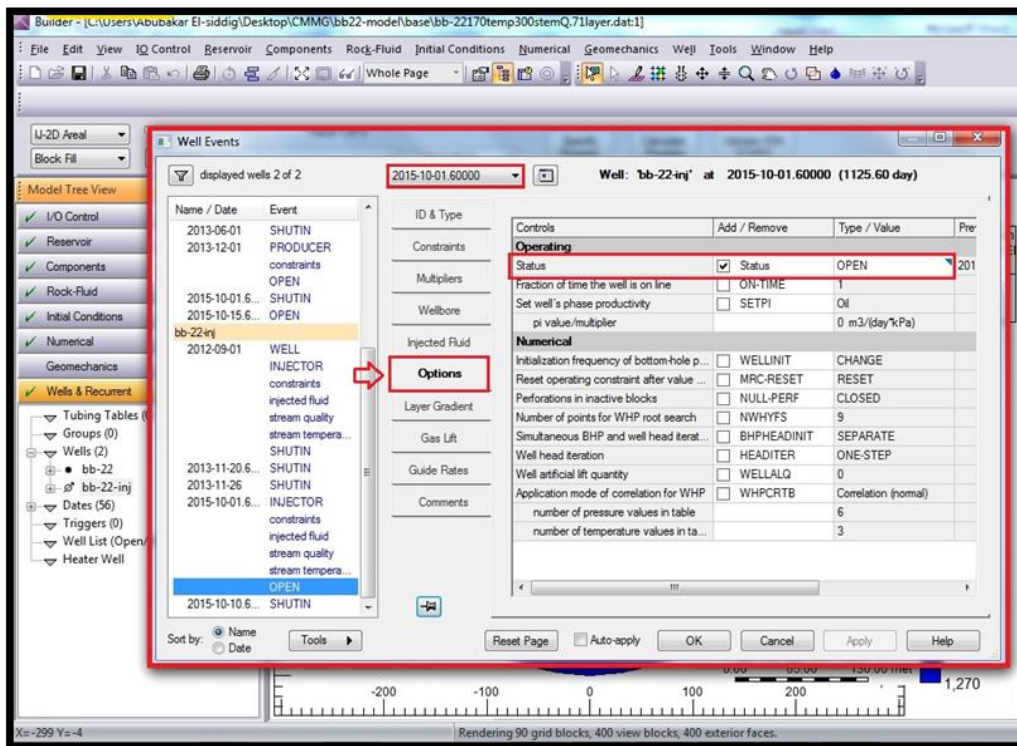 Builder - [C:\Users\Abubakar El-siddig\Desktop\CMMG\bb22-model\base\bb-22170temp300stemQ.71layer.dat:1]
File Edit View IO Control Reservoir Components Rock-Fluid Initial Conditions Numerical Geomechanics Well Tools Window Help
Whole Page
IJ-2D Areal
Block Fill
Model Tree View
I/O Control
Reservoir
Components
Rock-Fluid
Initial Conditions
Numerical
Geomechanics
Wells & Recurrent
Tubing Tables (
Groups (0)
Wells (2)
bb-22
bb-22-inj
Dates (56)
Triggers (0)
Well List (Open/
Heater Well
Well Events
displayed wells 2 of 2
2015-10-01.60000
Well: 'bb-22-inj' at 2015-10-01.60000 (1125.60 day)
Name / Date Event
2013-06-01 SHUTIN
2013-12-01 PRODUCER
constraints
OPEN
2015-10-01.6... SHUTIN
2015-10-15.6... OPEN
bb-22-inj
2012-09-01 WELL
INJECTOR
constraints
injected fluid
stream quality
stream tempera...
SHUTIN
2013-11-20.6... SHUTIN
2013-11-26 SHUTIN
2015-10-01.6... INJECTOR
constraints
injected fluid
stream quality
stream tempera...
OPEN
2015-10-10.6... SHUTIN
ID & Type
Constraints
Multipliers
Wellbore
Injected Fluid
Options
Layer Gradient
Gas Lift
Guide Rates
Comments
Controls Add / Remove Type / Value Pre
Operating
Status Status OPEN 201
Fraction of time the well is on line ON-TIME 1
Set well's phase productivity SETPI Oil
pi value/multiplier 0 m3/(day*kPa)
Numerical
Initialization frequency of bottom-hole p... WELLINIT CHANGE
Reset operating constraint after value ... MRC-RESET RESET
Perforations in inactive blocks NULL-PERF CLOSED
Number of points for WHP root search NWHYFS 9
Simultaneous BHP and well head iterat... BHPHEADINIT SEPARATE
Well head iteration HEADITER ONE-STEP
Well artificial lift quantity WELLALQ 0
Application mode of correlation for WHP WHPCRTB Correlation (normal)
number of pressure values in table 6
number of temperature values in ta... 3
Sort by: Name
Date
Tools
Reset Page Auto-apply OK Cancel Apply Help
0.00 65.00 130.00 met
1,270
-200 -100 0 100 200
X=-299 Y=-4
Rendering 90 grid blocks, 400 view blocks, 400 exterior faces.